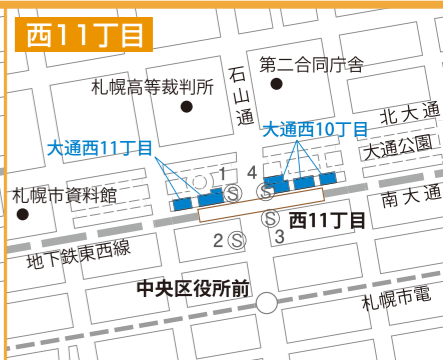 西11丁目
札幌高等裁判所
石山通
第二合同庁舎
北大通
大通西11丁目
大通西10丁目
大通公園
1
4
札幌市資料館
S
S
南大通
S
西11丁目
2
S
3
地下鉄東西線
中央区役所前
札幌市電